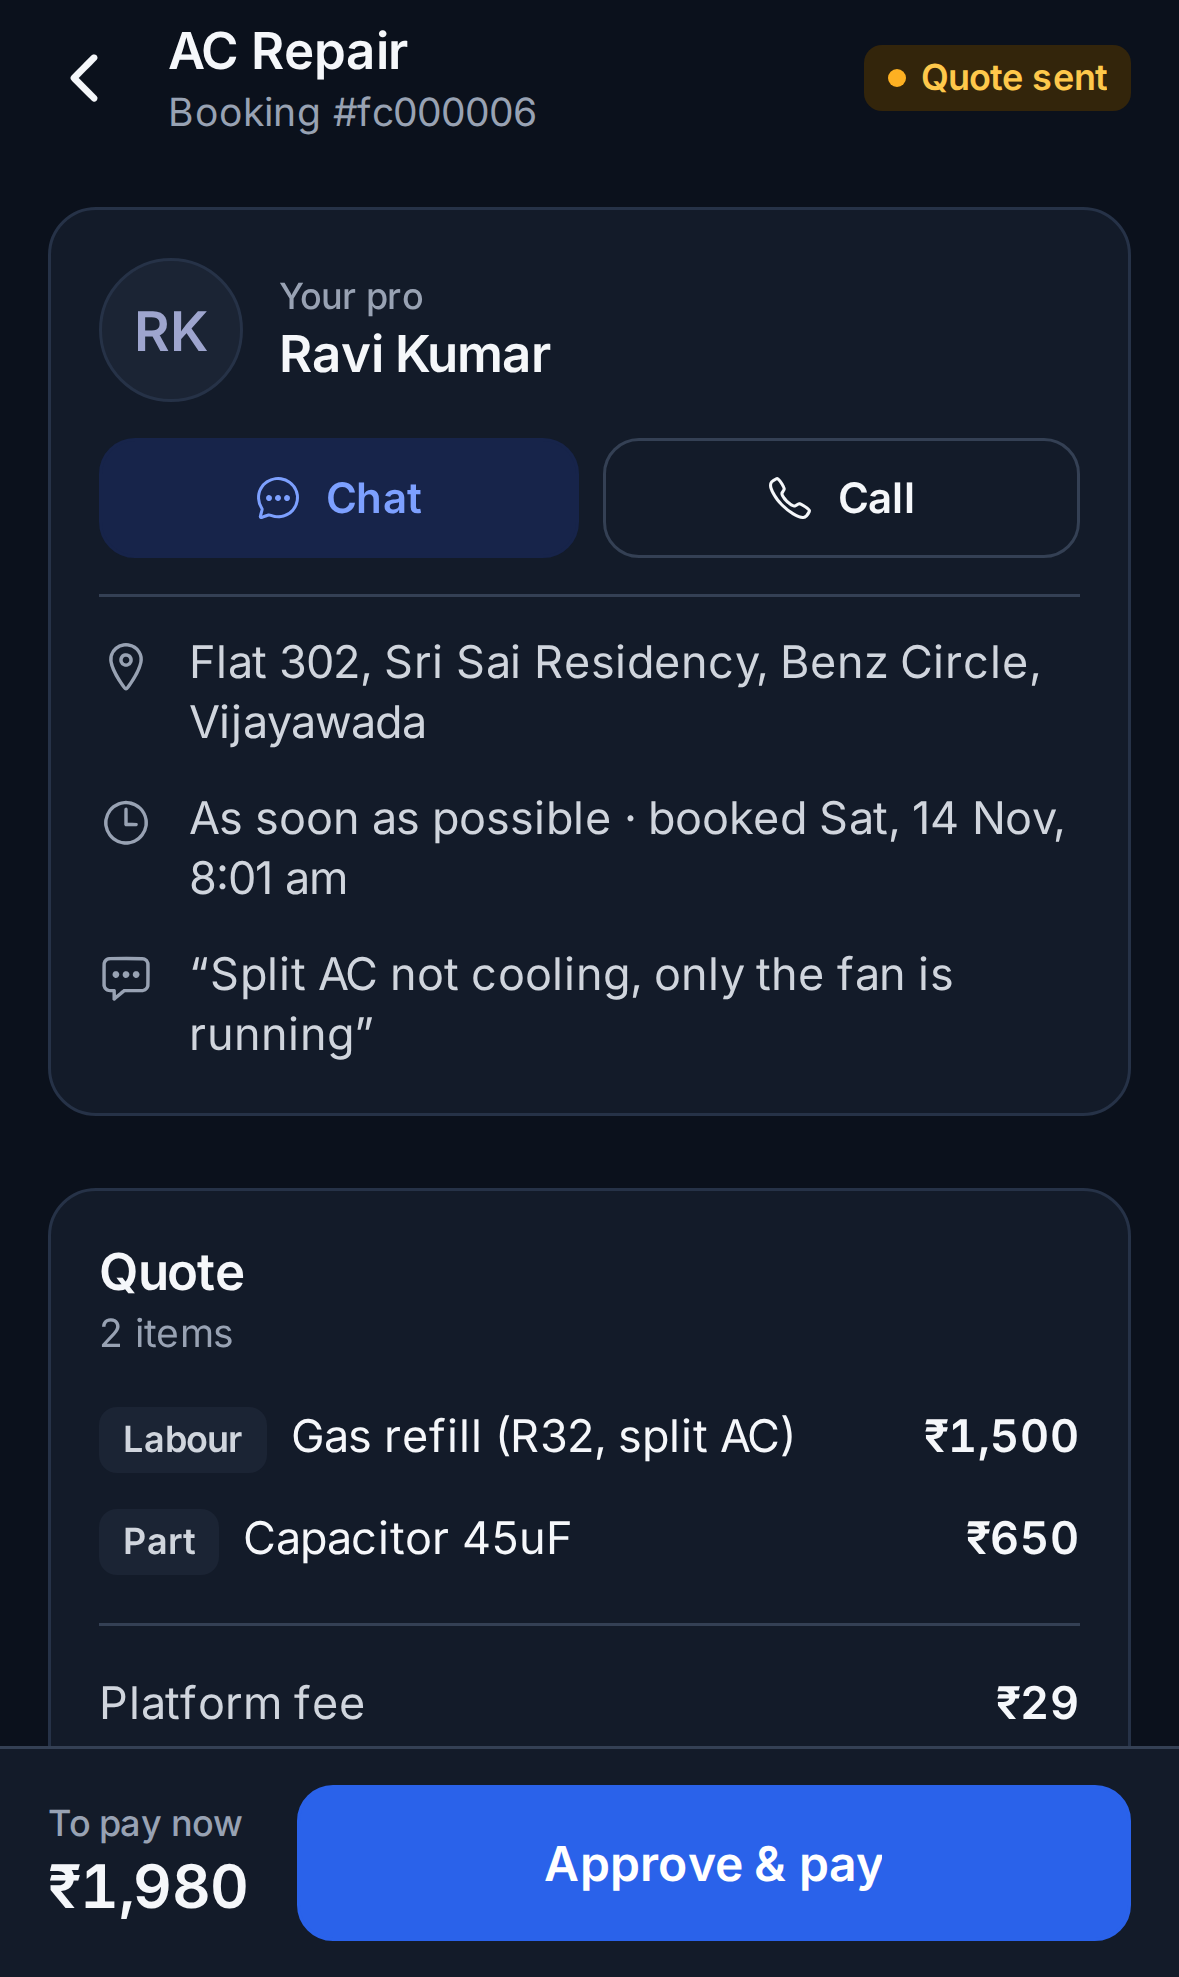 AC Repair
Booking #fc000006
Quote sent
RK
Your pro
Ravi Kumar
Chat
Call
Flat 302, Sri Sai Residency, Benz Circle,
Vijayawada
As soon as possible · booked Sat, 14 Nov,
8:01 am
“Split AC not cooling, only the fan is
running”
Quote
2 items
Labour Gas refill (R32, split AC) ₹1,500
Part Capacitor 45uF ₹650
Platform fee ₹29
To pay now
₹1,980
Approve & pay